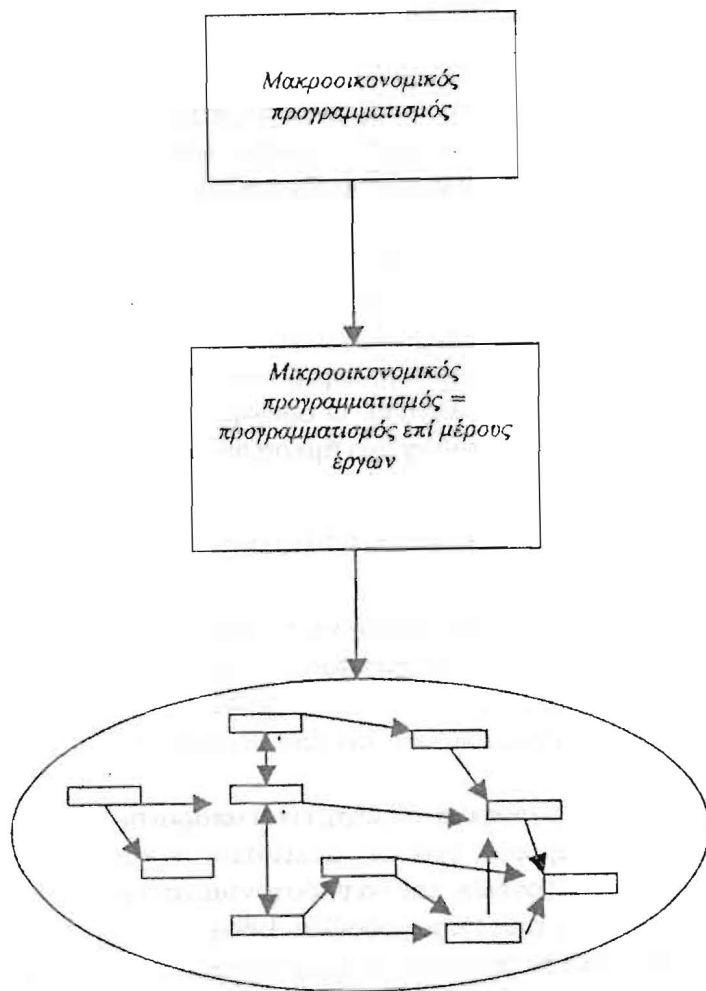 Μακροοικονομικός
προγραμματισμός
Μικροοικονομικός
προγραμματισμός =
προγραμματισμός επί μέρους
έργων